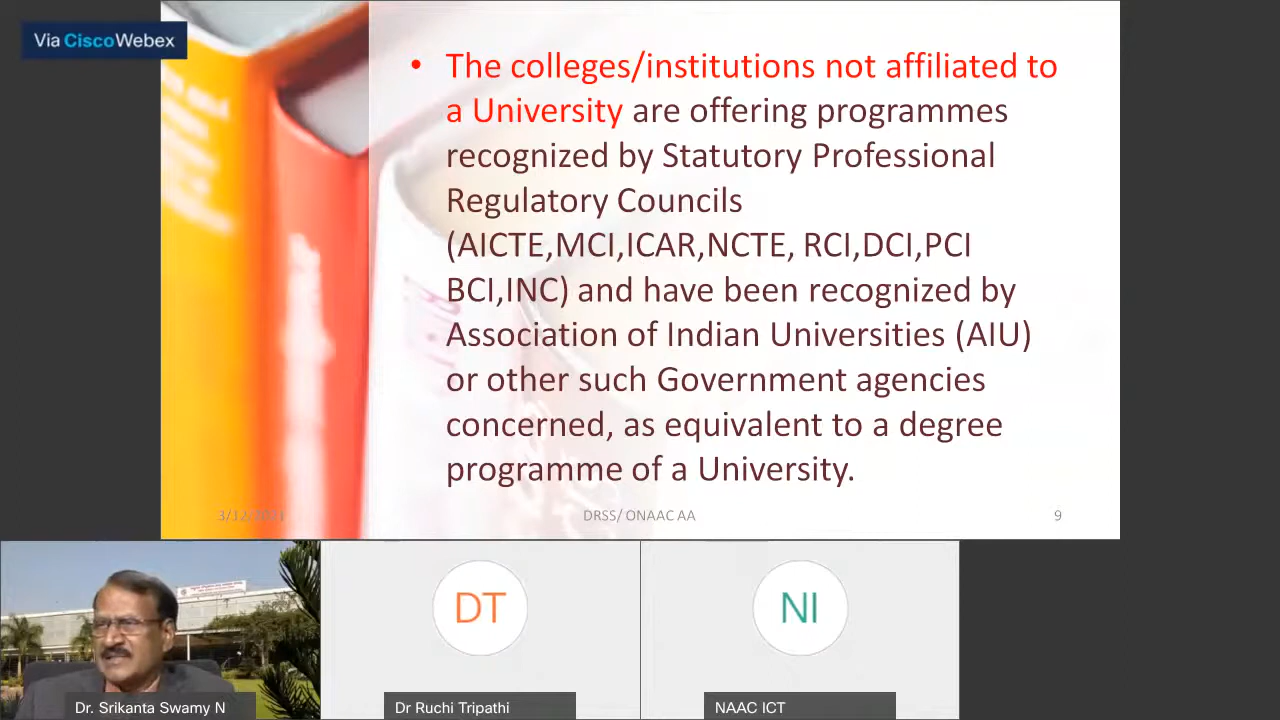 Via CiscoWebex
• The colleges/institutions not affiliated to
a University are offering programmes
recognized by Statutory Professional
Regulatory Councils
(AICTE,MCI,ICAR,NCTE, RCI,DCI,PCI
BCI,INC) and have been recognized by
Association of Indian Universities (AIU)
or other such Government agencies
concerned, as equivalent to a degree
programme of a University.
DRSS/ ONAAC AA
9
DT
NI
Dr. Srikanta Swamy N
Dr Ruchi Tripathi
NAAC ICT